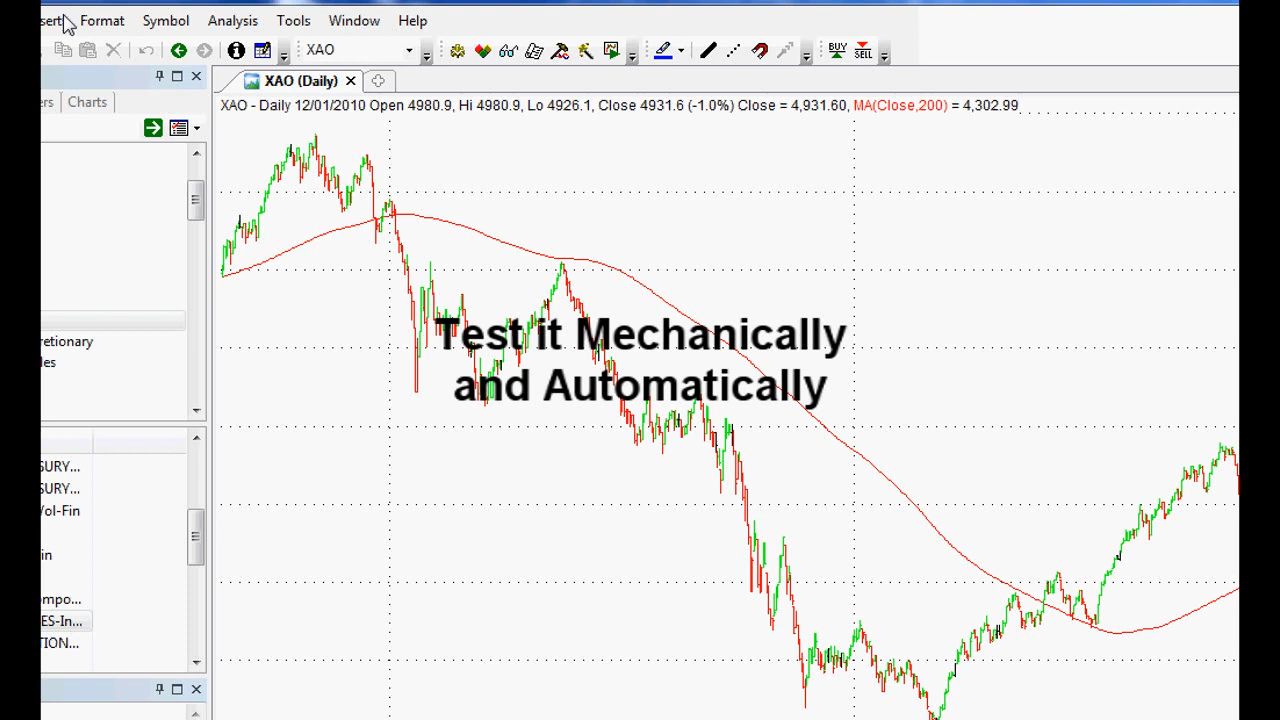 sert Format Symbol Analysis Tools Window Help
XAO BUY SELL
XAO (Daily)
ers Charts
XAO - Daily 12/01/2010 Open 4980.9, Hi 4980.9, Lo 4926.1, Close 4931.6 (-1.0%) Close = 4,931.60, MA(Close,200) = 4,302.99
Test it Mechanically
and Automatically
retionary
les
SURY...
SURY...
Vol-Fin
in
ompo...
ES-In...
TION...